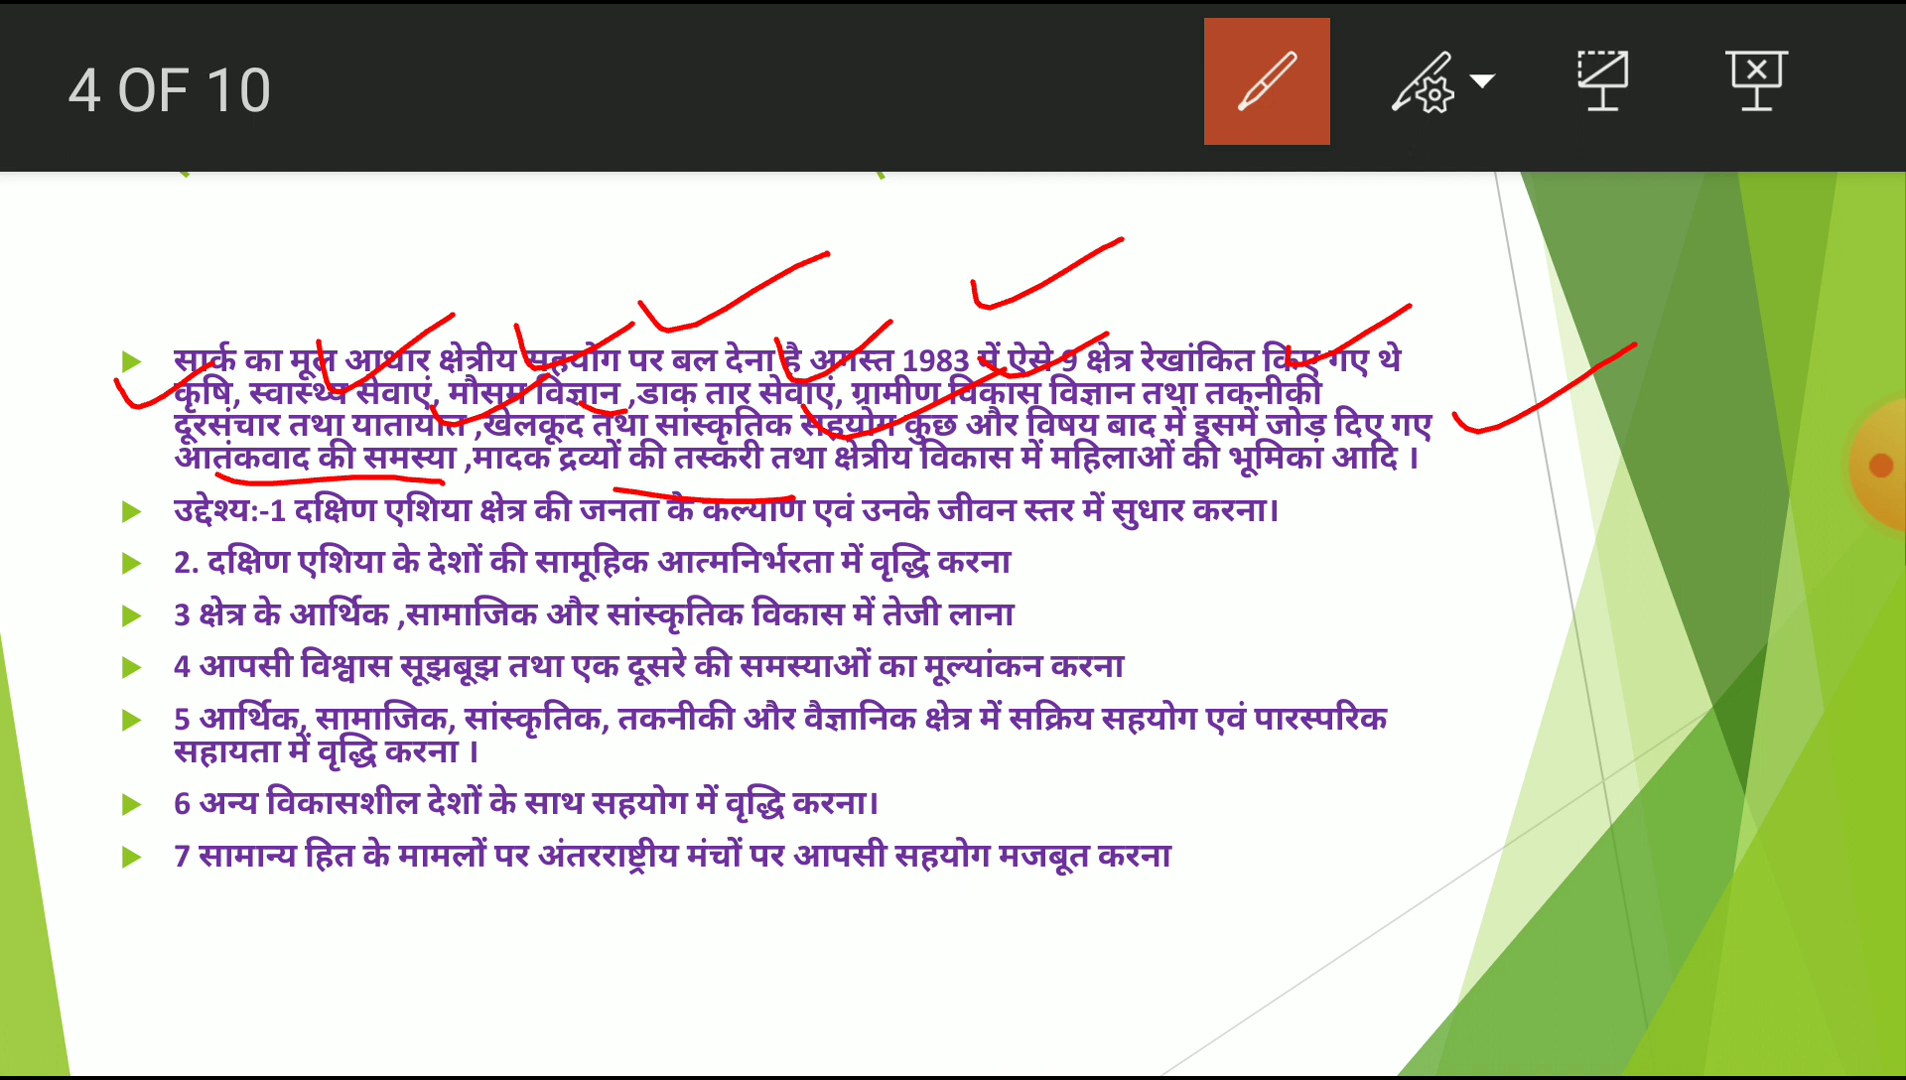 4 OF 10
सार्क का मूल आधार क्षेत्रीय सहयोग पर बल देना है अगस्त 1983 में ऐसे 9 क्षेत्र रेखांकित किए गए थे
कृषि, स्वास्थ्य सेवाएं, मौसम विज्ञान ,डाक तार सेवाएं, ग्रामीण विकास विज्ञान तथा तकनीकी
दूरसंचार तथा यातायात ,खेलकूद तथा सांस्कृतिक सहयोग कुछ और विषय बाद में इसमें जोड़ दिए गए
आतंकवाद की समस्या ,मादक द्रव्यों की तस्करी तथा क्षेत्रीय विकास में महिलाओं की भूमिका आदि ।
उद्देश्य:-1 दक्षिण एशिया क्षेत्र की जनता के कल्याण एवं उनके जीवन स्तर में सुधार करना।
2. दक्षिण एशिया के देशों की सामूहिक आत्मनिर्भरता में वृद्धि करना
3 क्षेत्र के आर्थिक ,सामाजिक और सांस्कृतिक विकास में तेजी लाना
4 आपसी विश्वास सूझबूझ तथा एक दूसरे की समस्याओं का मूल्यांकन करना
5 आर्थिक, सामाजिक, सांस्कृतिक, तकनीकी और वैज्ञानिक क्षेत्र में सक्रिय सहयोग एवं पारस्परिक
सहायता में वृद्धि करना ।
6 अन्य विकासशील देशों के साथ सहयोग में वृद्धि करना।
7 सामान्य हित के मामलों पर अंतरराष्ट्रीय मंचों पर आपसी सहयोग मजबूत करना